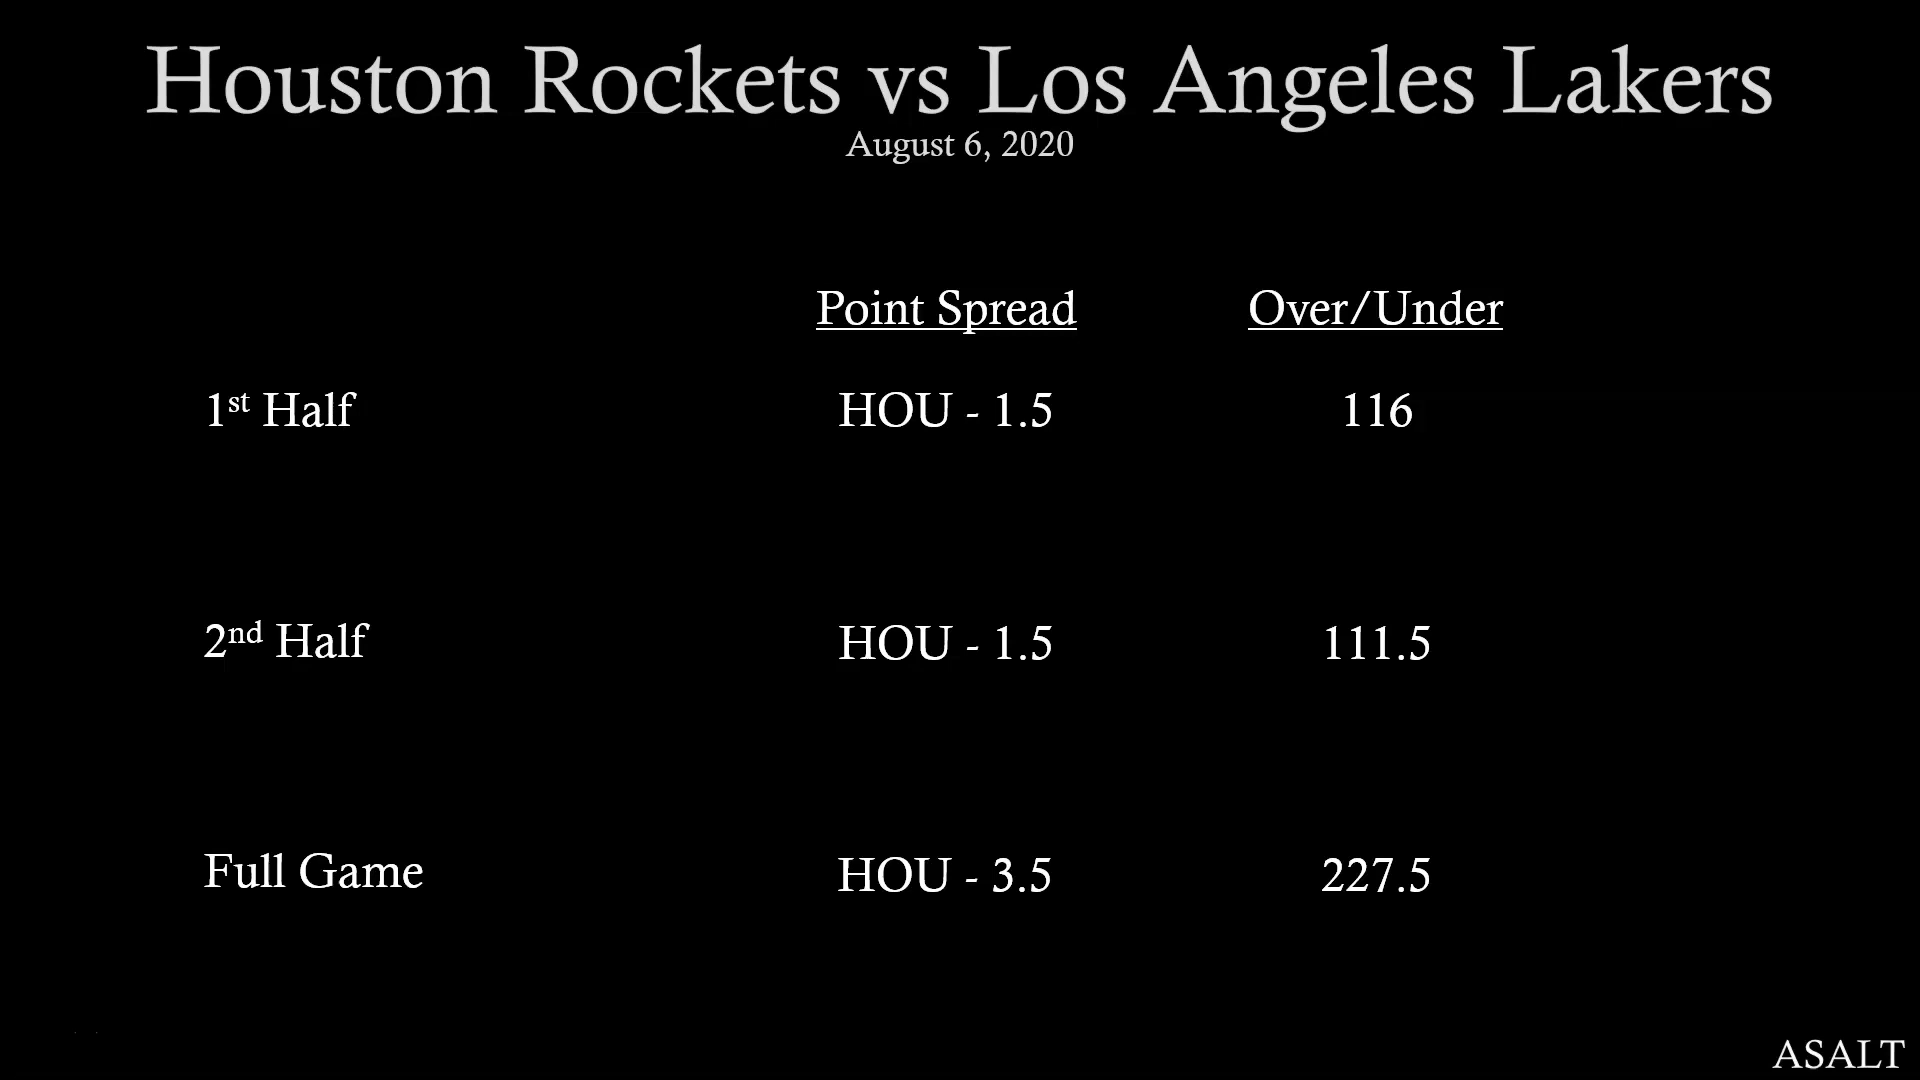 Houston Rockets vs Los Angeles Lakers
August 6, 2020
Point Spread Over/Under
1st Half HOU - 1.5 116
2nd Half HOU - 1.5 111.5
Full Game HOU - 3.5 227.5
ASALT